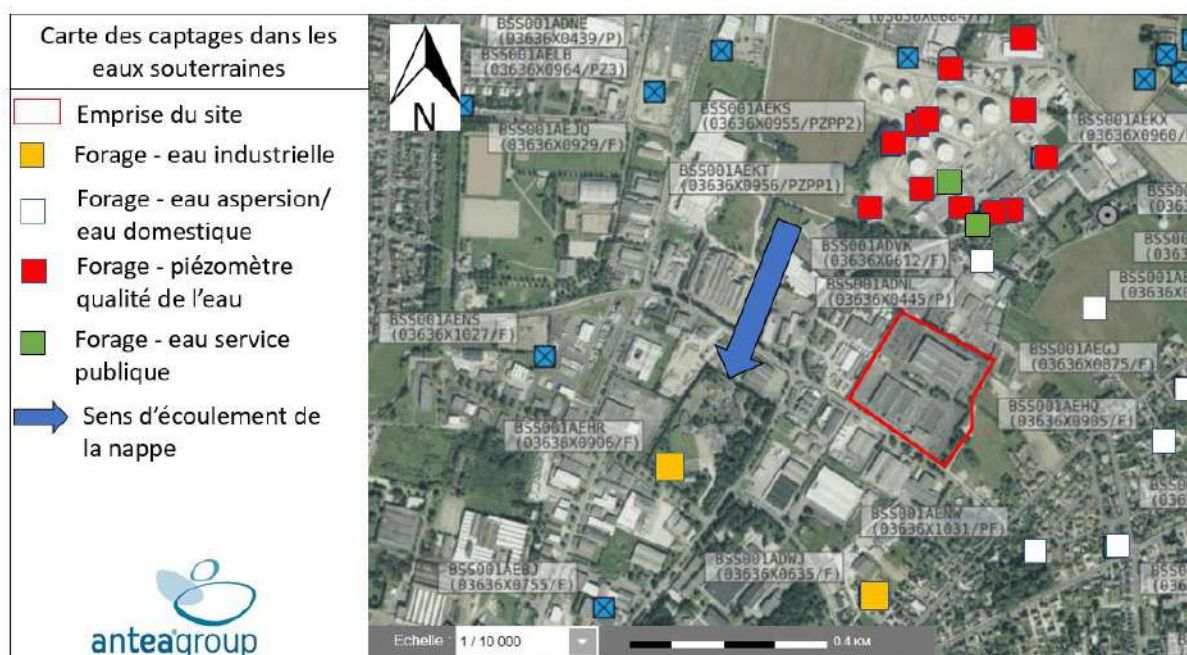 Carte des captages dans les
eaux souterraines
Emprise du site
Forage - eau industrielle
Forage - eau aspersion/
eau domestique
Forage - piézomètre
qualité de l'eau
Forage - eau service
publique
Sens d'écoulement de
la nappe
anteagroup
N
BSS001ADNE
(03636X0439/P)
BSS001AELB
(03636X0964/PZ3)
BSS001AEJQ
(03636X0929/F)
BSS001AEKS
(03636X0955/PZPP2)
BSS001AEKT
(03636X0956/PZPP1)
BSS001AEKX
BSS001ADVK
(03636X0612/F)
BSS001ADNL
(03636X0445/P)
BSS001AENS
(03636X1027/F)
BSS001AEGJ
(03636X0875/F)
BSS001AEHQ
(03636X0905/F)
BSS001AEHR
(03636X0906/F)
BSS001AENW
(03636X1031/PF)
BSS001ADWJ
(03636X0635/F)
(03636X0755/F)
Echelle : 1 / 10 000
0.4 KM